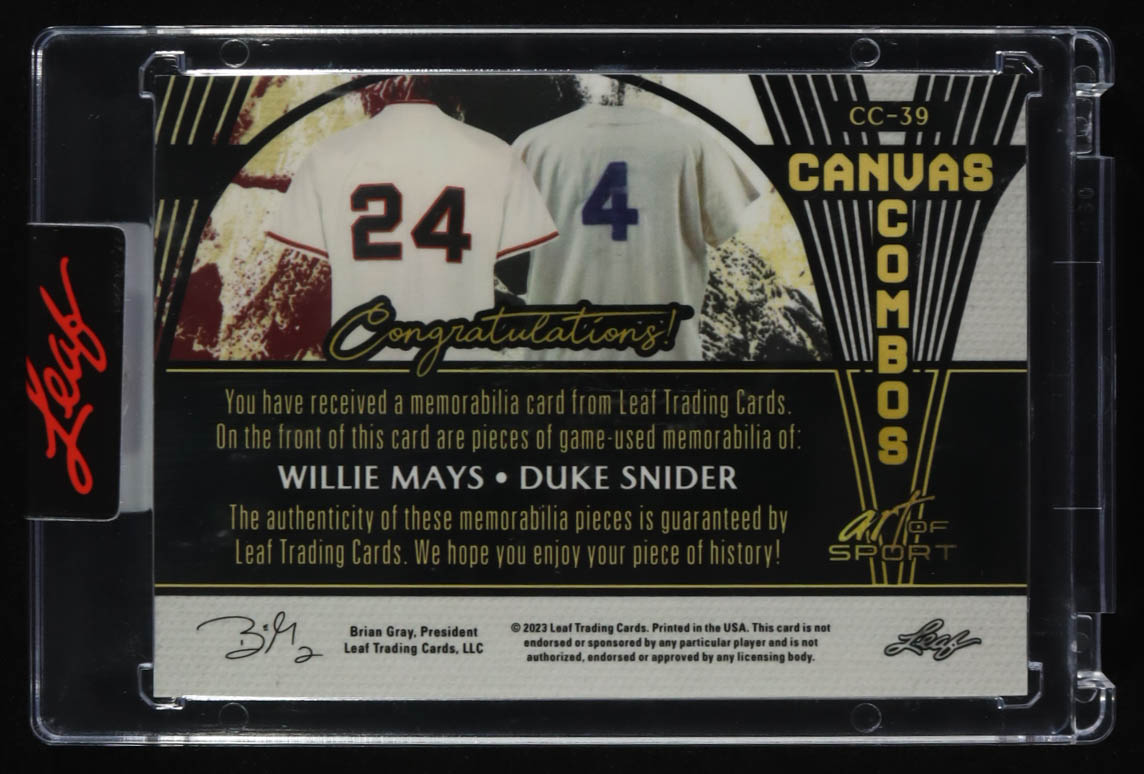 CC-39
CANVAS
COMBOS
24
4
Congratulations!
You have received a memorabilia card from Leaf Trading Cards.
On the front of this card are pieces of game-used memorabilia of:
WILLIE MAYS • DUKE SNIDER
The authenticity of these memorabilia pieces is guaranteed by
Leaf Trading Cards. We hope you enjoy your piece of history!
art OF
SPORT
Leaf
Brian Gray, President
Leaf Trading Cards, LLC
© 2023 Leaf Trading Cards. Printed in the USA. This card is not
endorsed or sponsored by any particular player and is not
authorized, endorsed or approved by any licensing body.
Leaf